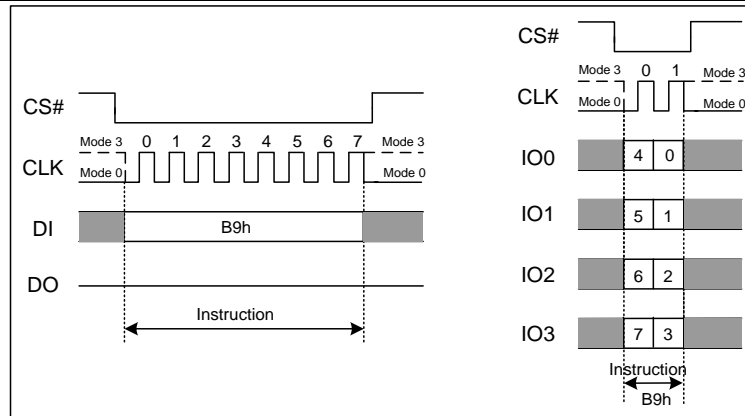 CS#
Mode 3 0 1 2 3 4 5 6 7 Mode 3
CLK
Mode 0 Mode 0
DI B9h
DO
Instruction
CS#
Mode 3 0 1 Mode 3
CLK
Mode 0 Mode 0
IO0 4 0
IO1 5 1
IO2 6 2
IO3 7 3
Instruction
B9h